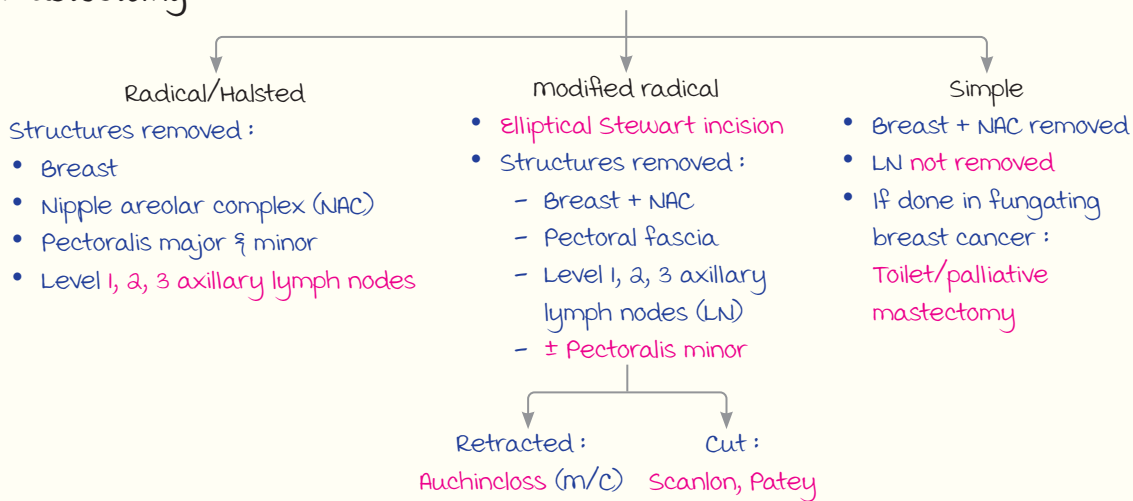 Radical/Halsted
Structures removed :
• Breast
• Nipple areolar complex (NAC)
• Pectoralis major & minor
• Level 1, 2, 3 axillary lymph nodes
modified radical
• Elliptical Stewart incision
• Structures removed :
- Breast + NAC
- Pectoral fascia
- Level 1, 2, 3 axillary
lymph nodes (LN)
- ± Pectoralis minor
Retracted :
Auchincloss (m/c)
Cut :
Scanlon, Patey
Simple
• Breast + NAC removed
• LN not removed
• If done in fungating
breast cancer :
Toilet/palliative
mastectomy